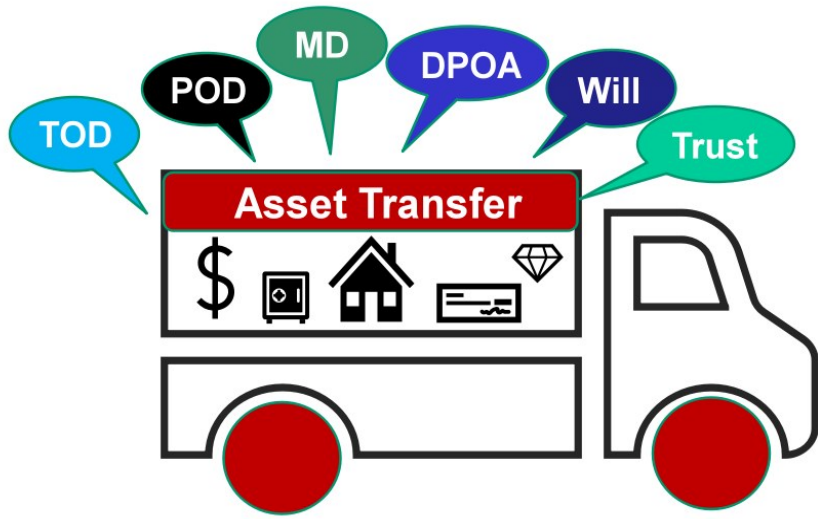 TOD
POD
MD
DPOA
Will
Trust
Asset Transfer
$